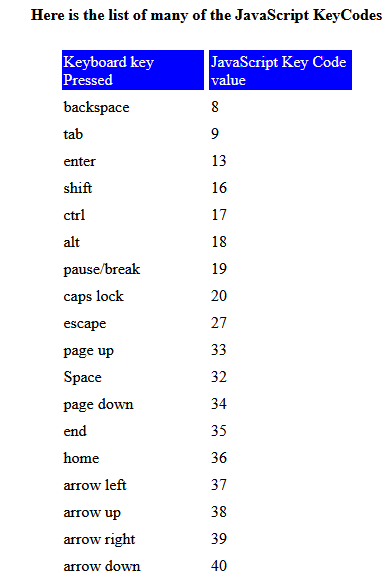 Here is the list of many of the JavaScript KeyCodes
Keyboard key Pressed JavaScript Key Code value
backspace 8
tab 9
enter 13
shift 16
ctrl 17
alt 18
pause/break 19
caps lock 20
escape 27
page up 33
Space 32
page down 34
end 35
home 36
arrow left 37
arrow up 38
arrow right 39
arrow down 40